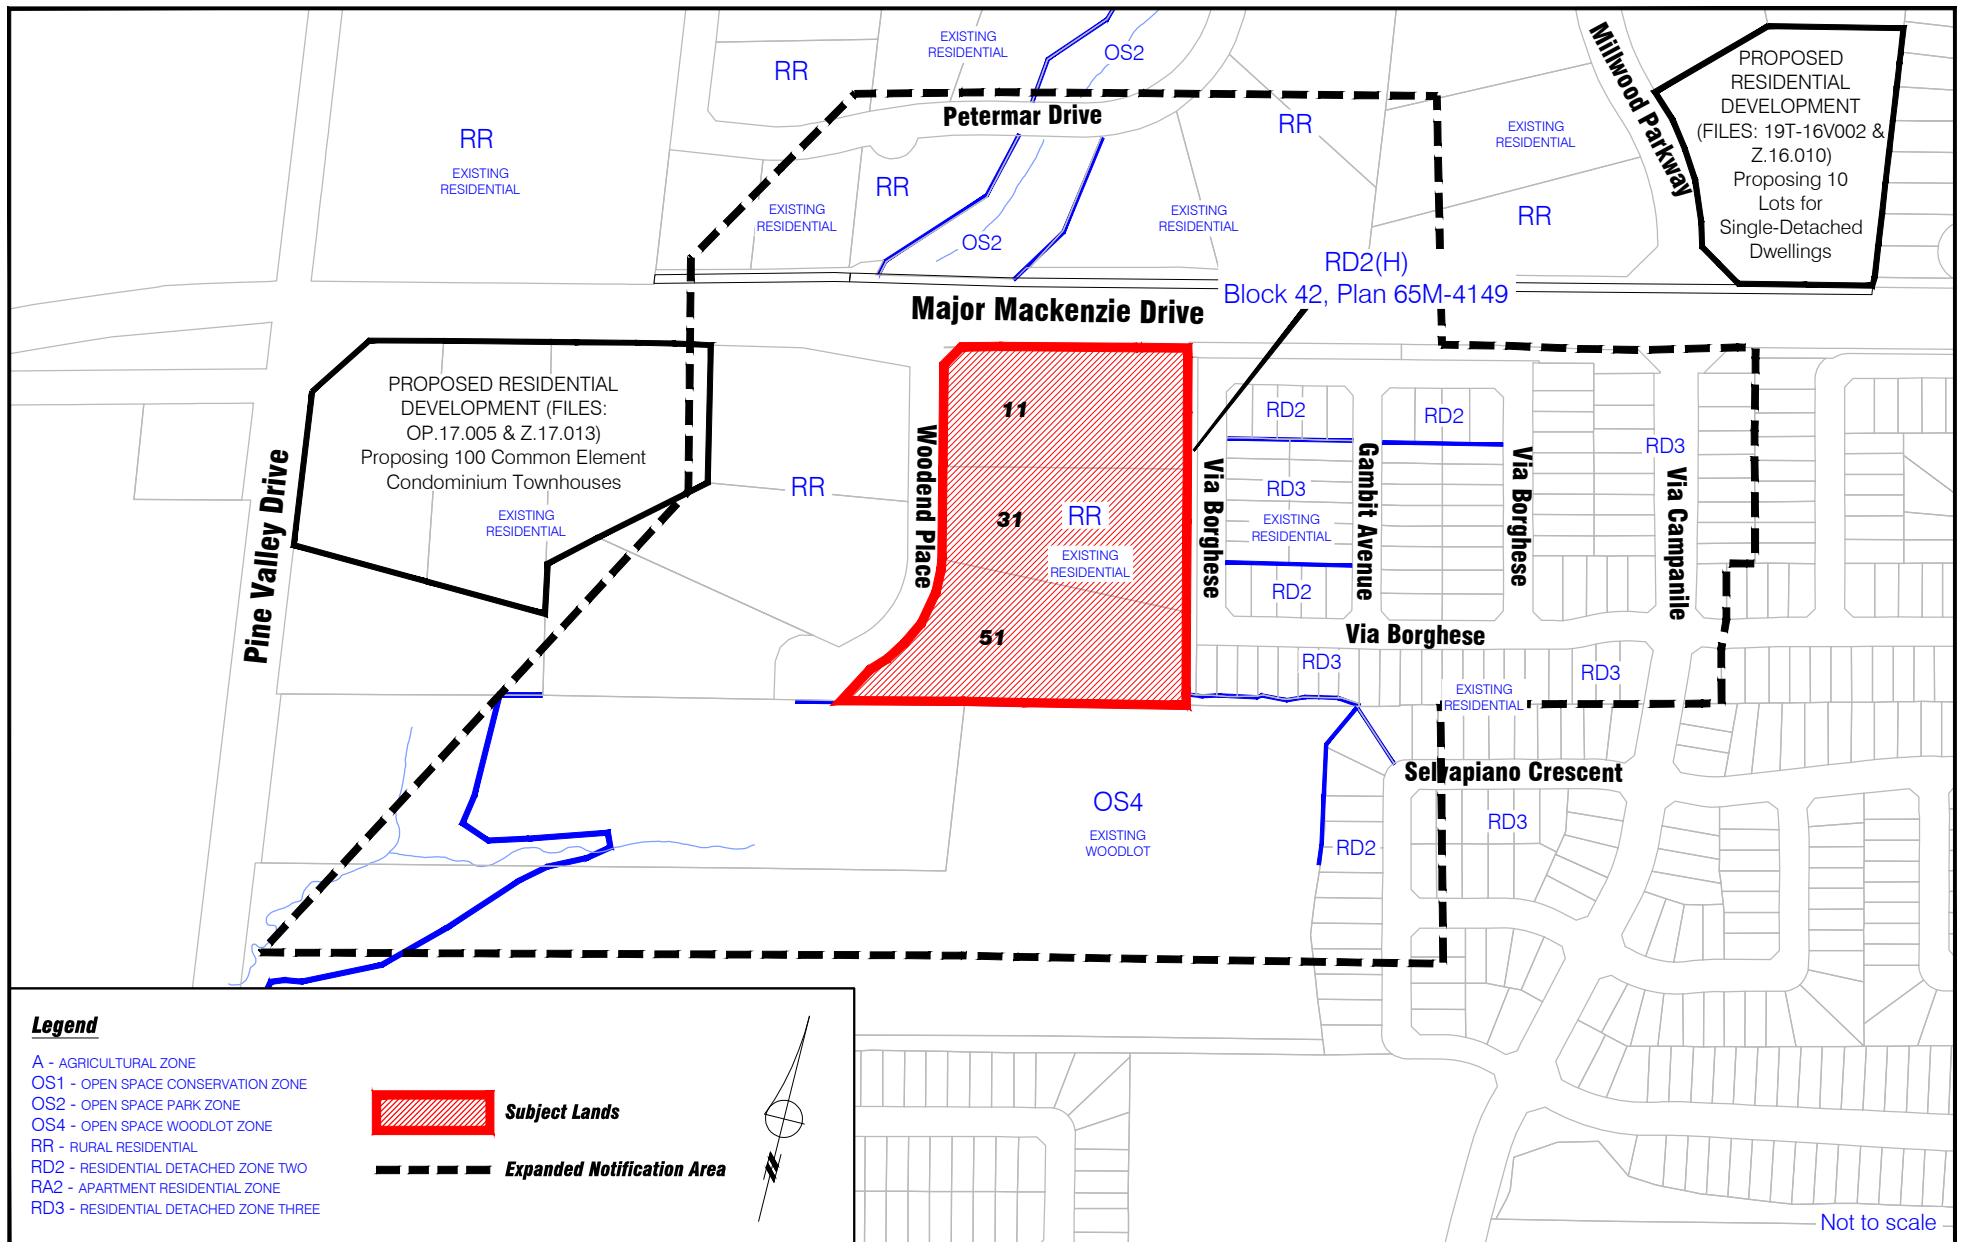 EXISTING
RESIDENTIAL
OS2
RR
Petermar Drive
RR
RR
EXISTING
RESIDENTIAL
EXISTING
RESIDENTIAL
RR
Millwood Parkway
PROPOSED
RESIDENTIAL
DEVELOPMENT
(FILES: 19T-16V002 &
Z.16.010)
Proposing 10
Lots for
Single-Detached
Dwellings
RR
EXISTING
RESIDENTIAL
EXISTING
RESIDENTIAL
OS2
RD2(H)
Block 42, Plan 65M-4149
Major Mackenzie Drive
PROPOSED RESIDENTIAL
DEVELOPMENT (FILES:
OP.17.005 & Z.17.013)
Proposing 100 Common Element
Condominium Townhouses
EXISTING
RESIDENTIAL
Pine Valley Drive
RR
Woodend Place
11
31
RR
EXISTING
RESIDENTIAL
51
Via Borghese
RD2
RD3
EXISTING
RESIDENTIAL
RD2
Gambit Avenue
RD2
Via Borghese
RD3
Via Campanile
Via Borghese
RD3
RD3
EXISTING
RESIDENTIAL
Selvapiano Crescent
OS4
EXISTING
WOODLOT
RD2
RD3
Legend
A - AGRICULTURAL ZONE
OS1 - OPEN SPACE CONSERVATION ZONE
OS2 - OPEN SPACE PARK ZONE
OS4 - OPEN SPACE WOODLOT ZONE
RR - RURAL RESIDENTIAL
RD2 - RESIDENTIAL DETACHED ZONE TWO
RA2 - APARTMENT RESIDENTIAL ZONE
RD3 - RESIDENTIAL DETACHED ZONE THREE
Subject Lands
Expanded Notification Area
N
Not to scale